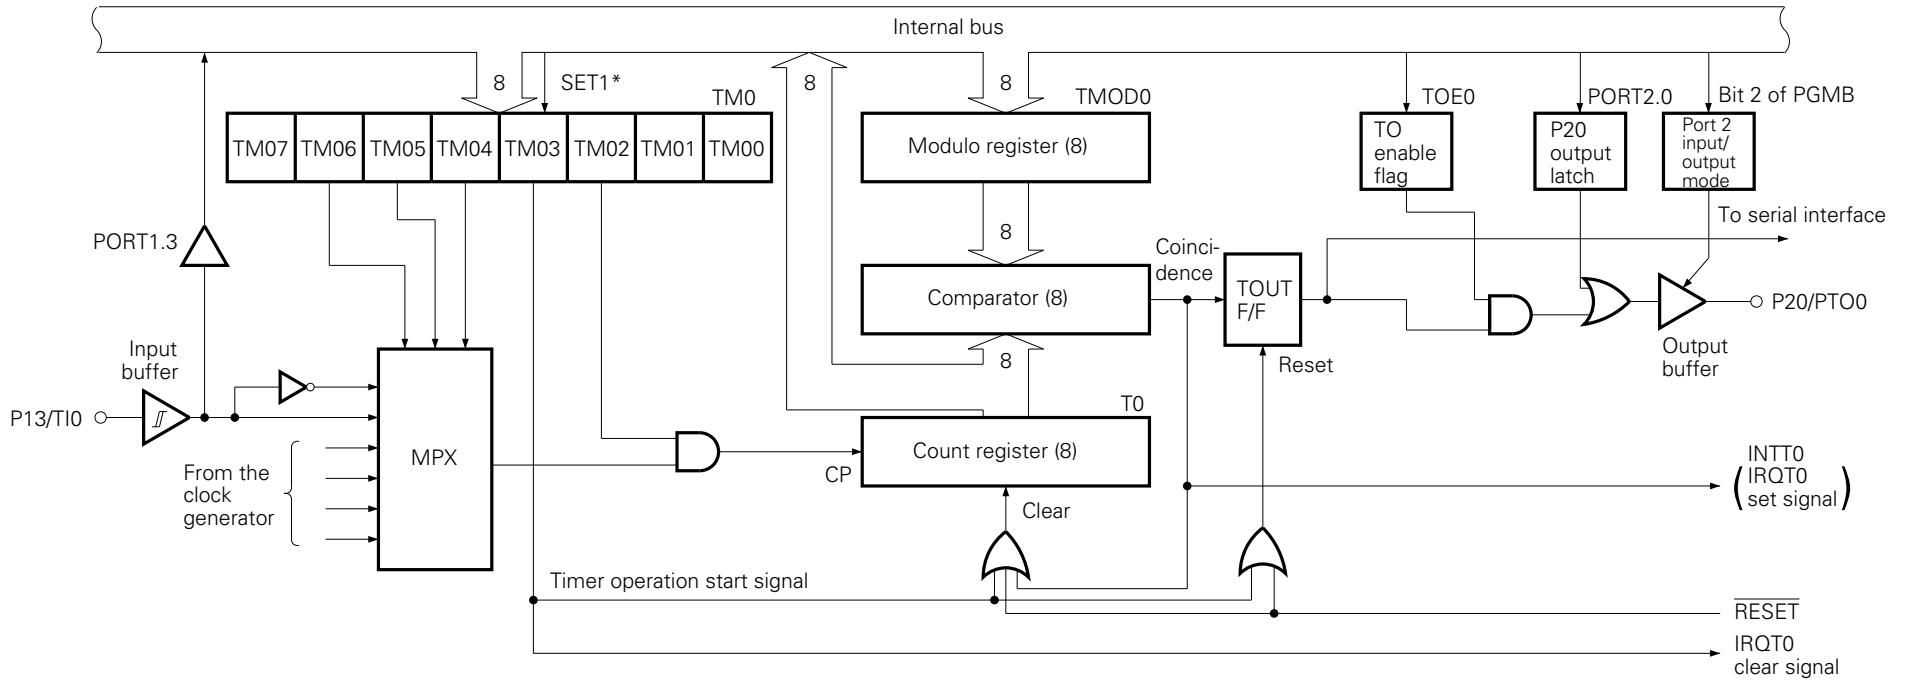 Internal bus
8
SET1*
TM0
8
8
TMOD0
TOE0
PORT2.0
Bit 2 of PGMB
TM07 TM06 TM05 TM04 TM03 TM02 TM01 TM00
Modulo register (8)
TO
enable
flag
P20
output
latch
Port 2
input/
output
mode
PORT1.3
8
To serial interface
Coinci-
dence
Comparator (8)
TOUT
F/F
P20/PTO0
Input
buffer
8
Reset
Output
buffer
P13/TI0
T0
MPX
Count register (8)
CP
From the
clock
generator
Clear
INTT0
(IRQT0
set signal)
Timer operation start signal
RESET
IRQT0
clear signal